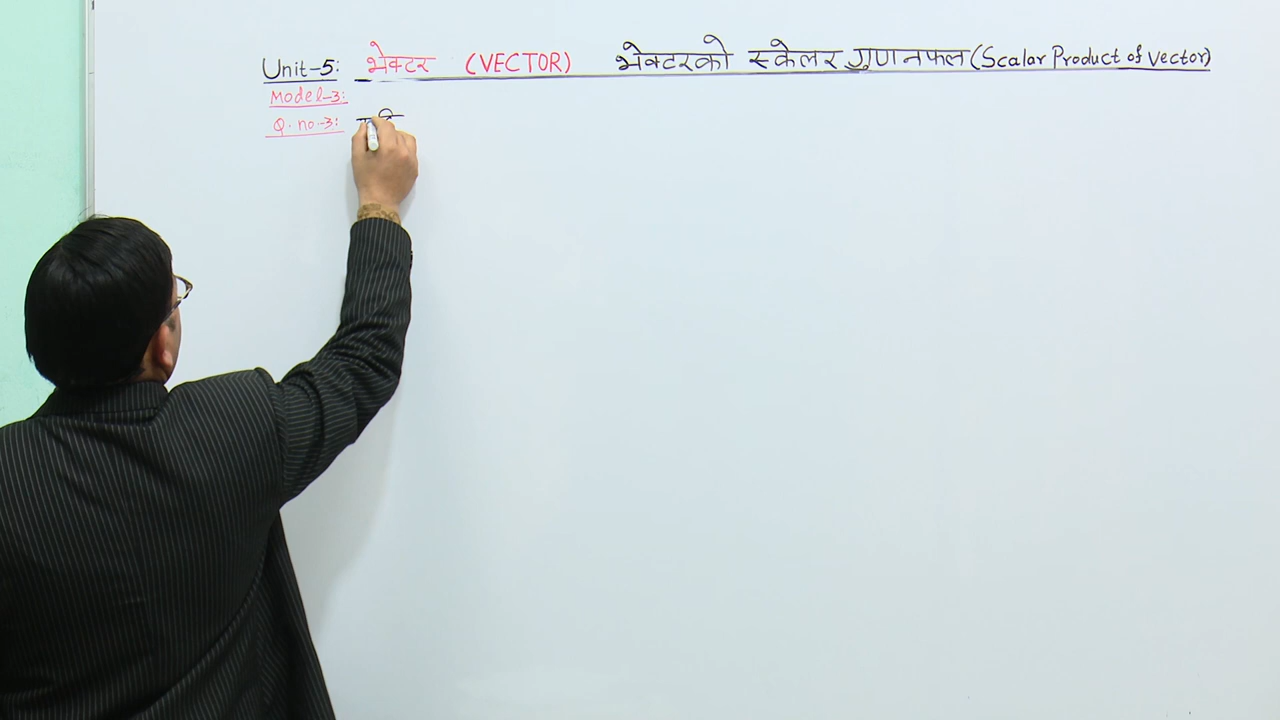 Unit-5: भेक्टर (VECTOR) भेक्टरको स्केलर गुणनफल (Scalar Product of Vector)
Model-3:
Q. no.-3: